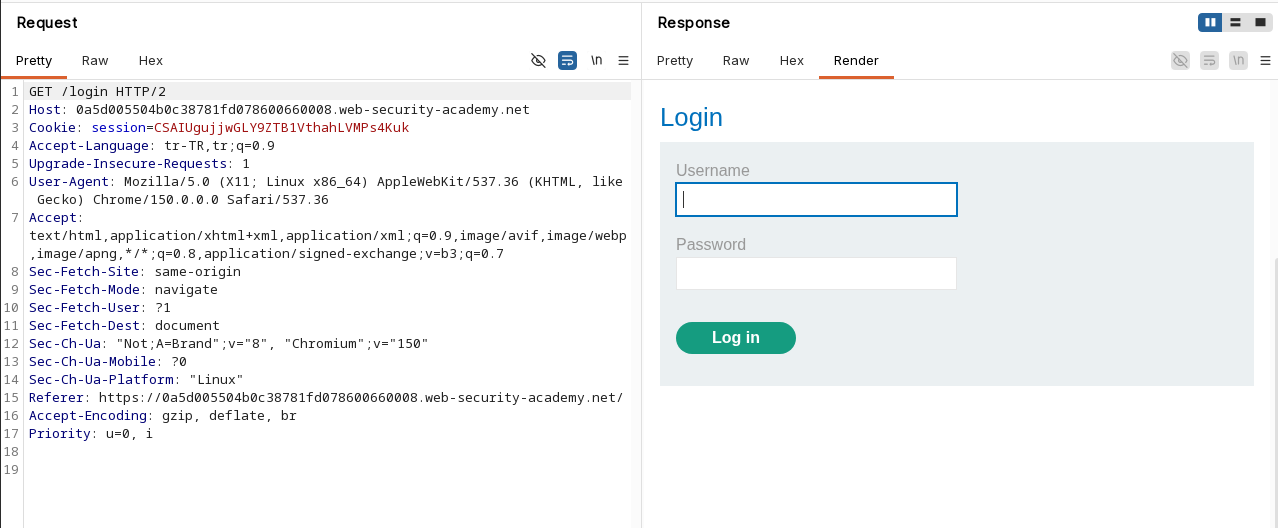 Request
Pretty Raw Hex
\n
1 GET /login HTTP/2
2 Host: 0a5d005504b0c38781fd078600660008.web-security-academy.net
3 Cookie: session=CSAIUgujjwGLY9ZTB1VthahLVMPs4Kuk
4 Accept-Language: tr-TR,tr;q=0.9
5 Upgrade-Insecure-Requests: 1
6 User-Agent: Mozilla/5.0 (X11; Linux x86_64) AppleWebKit/537.36 (KHTML, like
Gecko) Chrome/150.0.0.0 Safari/537.36
7 Accept:
text/html,application/xhtml+xml,application/xml;q=0.9,image/avif,image/webp
,image/apng,*/*;q=0.8,application/signed-exchange;v=b3;q=0.7
8 Sec-Fetch-Site: same-origin
9 Sec-Fetch-Mode: navigate
10 Sec-Fetch-User: ?1
11 Sec-Fetch-Dest: document
12 Sec-Ch-Ua: "Not;A=Brand";v="8", "Chromium";v="150"
13 Sec-Ch-Ua-Mobile: ?0
14 Sec-Ch-Ua-Platform: "Linux"
15 Referer: https://0a5d005504b0c38781fd078600660008.web-security-academy.net/
16 Accept-Encoding: gzip, deflate, br
17 Priority: u=0, i
18
19
Response
Pretty Raw Hex Render
\n
Login
Username
Password
Log in